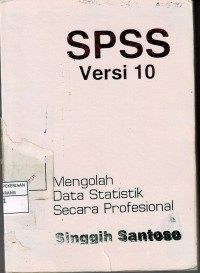 SPSS
Versi 10
Mengolah
Data Statistik
Secara Profesional
Singgih Santoso